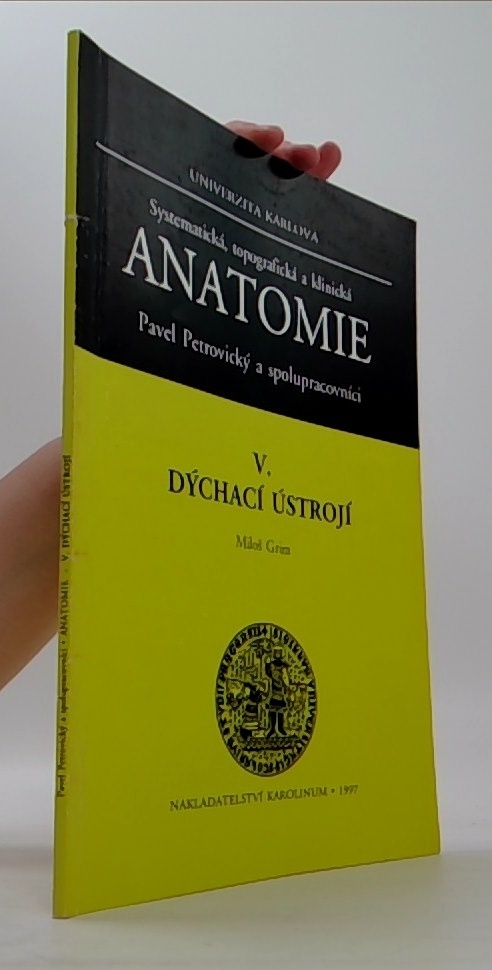 UNIVERZITA KARLOVA
Systematická, topografická a klinická
ANATOMIE
Pavel Petrovický a spolupracovníci
V.
DÝCHACÍ ÚSTROJÍ
Miloš Grim
NAKLADATELSTVÍ KAROLINUM • 1997
Pavel Petrovický a spolupracovníci • ANATOMIE - V. DÝCHACÍ ÚSTROJÍ